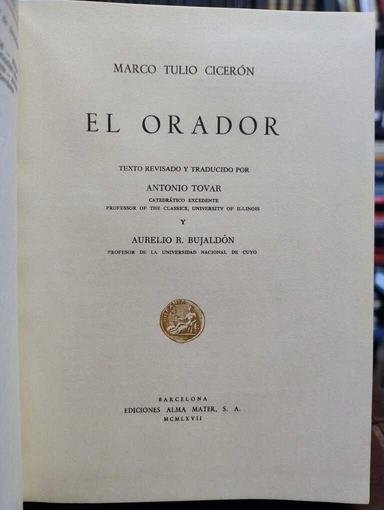 MARCO TULIO CICERÓN
EL ORADOR
TEXTO REVISADO Y TRADUCIDO POR
ANTONIO TOVAR
CATEDRÁTICO EXCEDENTE
PROFESSOR OF THE CLASSICS, UNIVERSITY OF ILLINOIS
Y
AURELIO R. BUJALDÓN
PROFESOR DE LA UNIVERSIDAD NACIONAL DE CUYO
HISPANIA
BARCELONA
EDICIONES ALMA MATER, S. A.
MCMLXVII